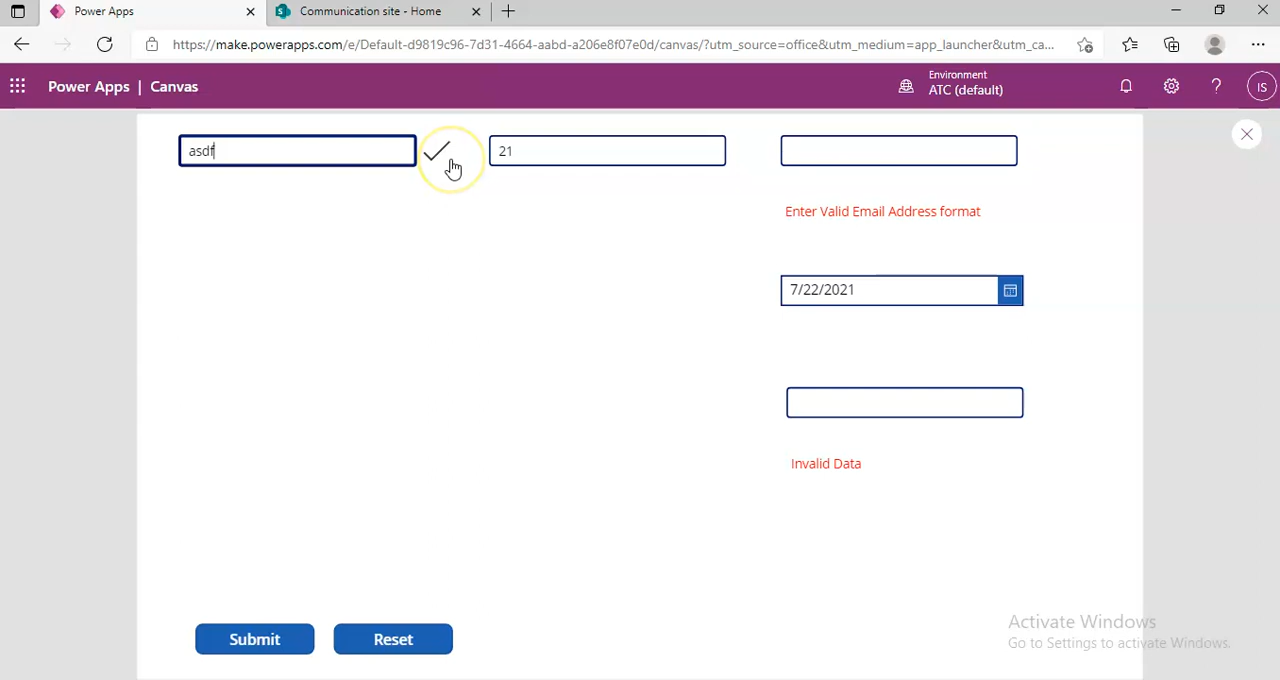 Power Apps
Communication site - Home
https://make.powerapps.com/e/Default-d9819c96-7d31-4664-aabd-a206e8f07e0d/canvas/?utm_source=office&utm_medium=app_launcher&utm_ca...
Power Apps | Canvas
Environment
ATC (default)
IS
asdf
21
Enter Valid Email Address format
7/22/2021
Invalid Data
Submit
Reset
Activate Windows
Go to Settings to activate Windows.